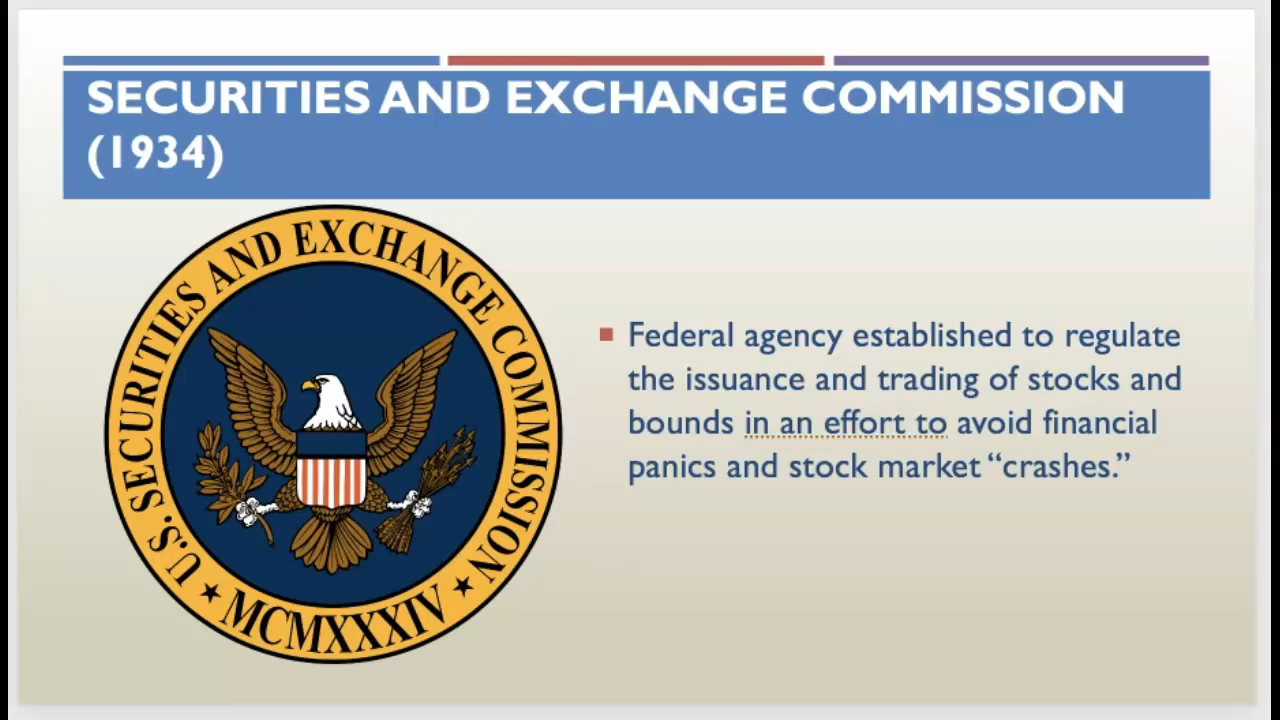 SECURITIES AND EXCHANGE COMMISSION
(1934)
U.S. SECURITIES AND EXCHANGE COMMISSION
★ MCMXXXIV ★
Federal agency established to regulate
the issuance and trading of stocks and
bounds in an effort to avoid financial
panics and stock market “crashes.”